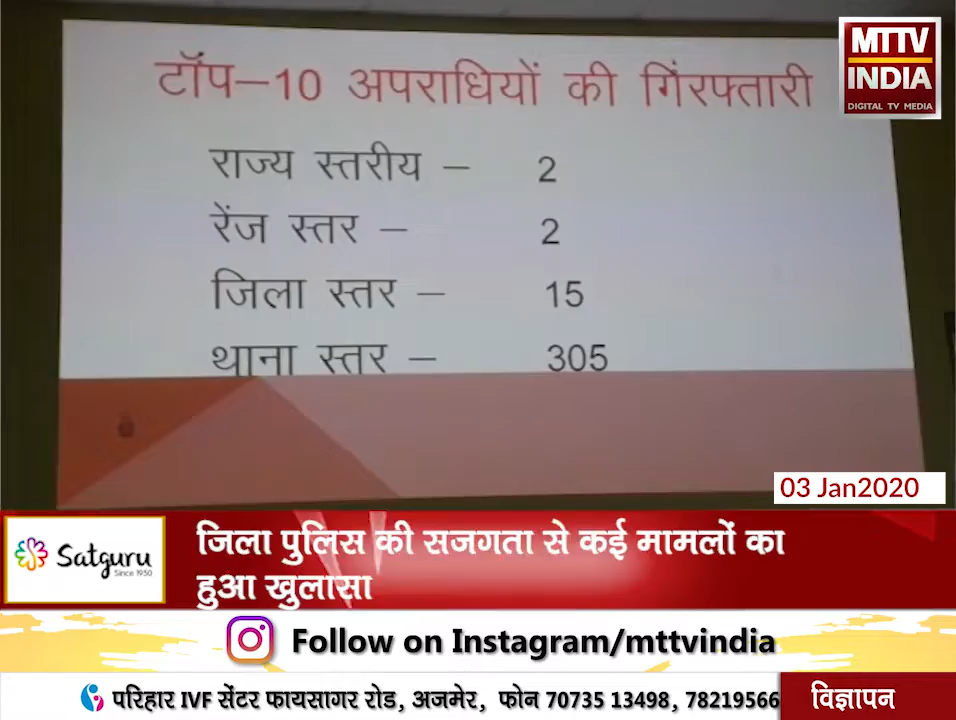 MTTV
INDIA
DIGITAL TV MEDIA
टॉप–10 अपराधियों की गिंरफ्तारी
राज्य स्तरीय – 2
रेंज स्तर – 2
जिला स्तर – 15
थाना स्तर – 305
03 Jan2020
Satguru
Since 1950
जिला पुलिस की सजगता से कई मामलों का
हुआ खुलासा
Follow on Instagram/mttvindia
परिहार IVF सेंटर फायसागर रोड, अजमेर, फोन 70735 13498, 78219566
विज्ञापन